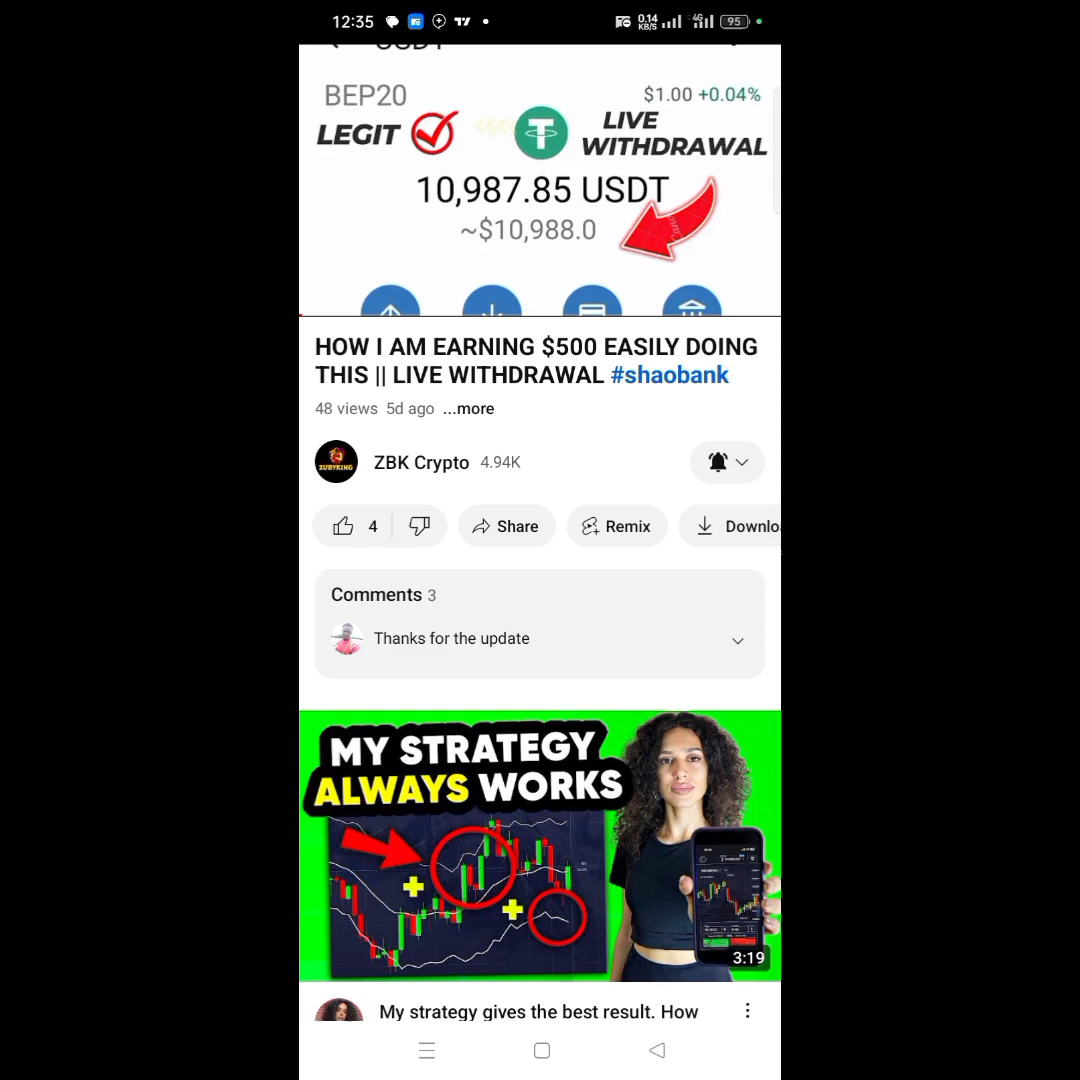 12:35
0.14 KB/S 4G 95
BEP20
$1.00 +0.04%
LEGIT
LIVE
WITHDRAWAL
10,987.85 USDT
~$10,988.0
HOW I AM EARNING $500 EASILY DOING
THIS || LIVE WITHDRAWAL #shaobank
48 views 5d ago ...more
ZUBYKING
ZBK Crypto 4.94K
4
Share
Remix
Downlo
Comments 3
Thanks for the update
MY STRATEGY
ALWAYS WORKS
3:19
My strategy gives the best result. How